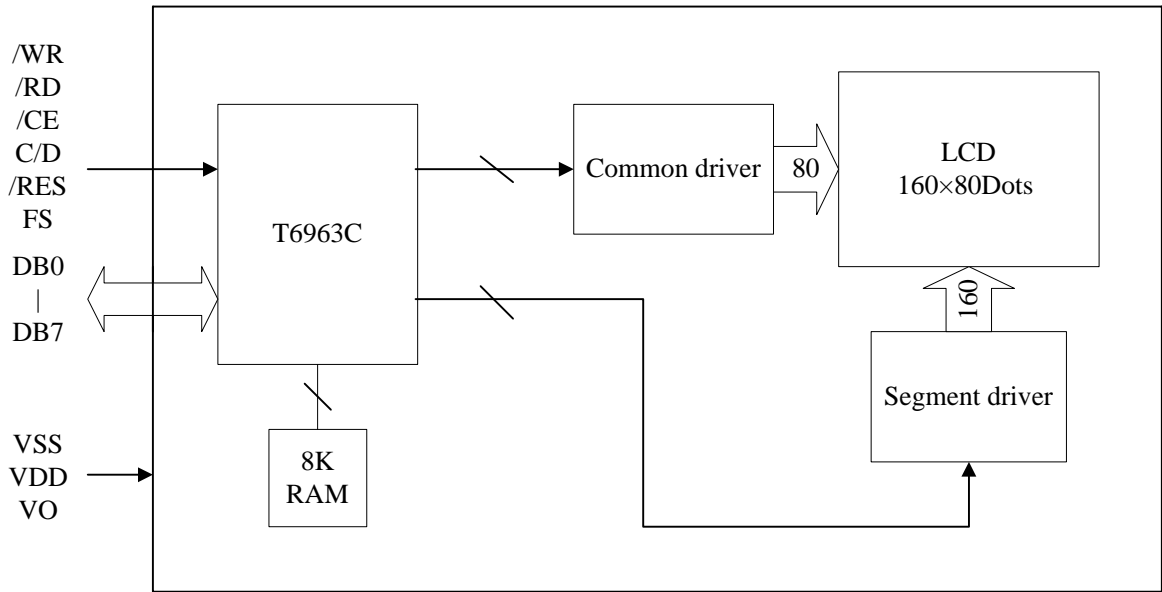 /WR
/RD
/CE
C/D
/RES
FS
DB0
|
DB7
VSS
VDD
VO
T6963C
8K
RAM
Common driver
80
LCD
160×80Dots
160
Segment driver